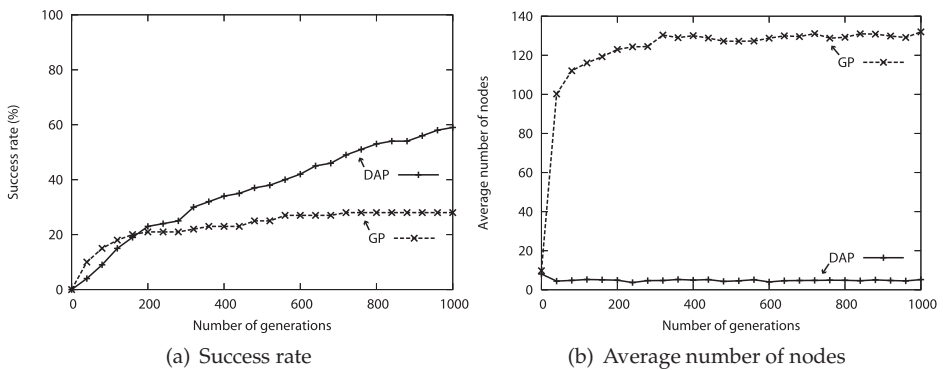 100
80
60
40
20
0
Success rate (%)
DAP
GP
0 200 400 600 800 1000
Number of generations
(a) Success rate
140
120
100
80
60
40
20
0
Average number of nodes
GP
DAP
0 200 400 600 800 1000
Number of generations
(b) Average number of nodes